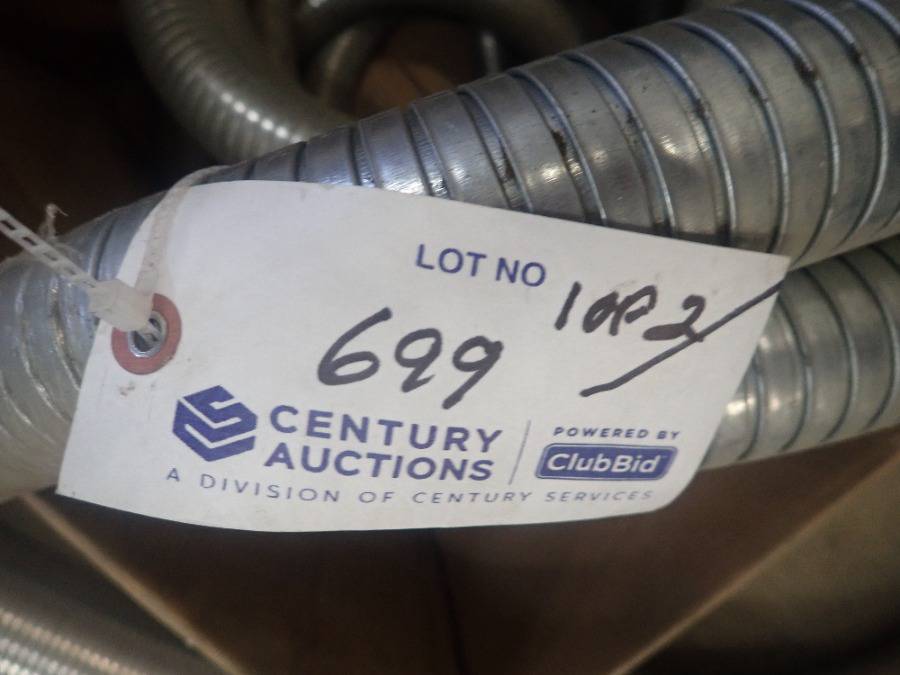 LOT NO
699 1 OF 2
CENTURY
AUCTIONS
POWERED BY
ClubBid
A DIVISION OF CENTURY SERVICES